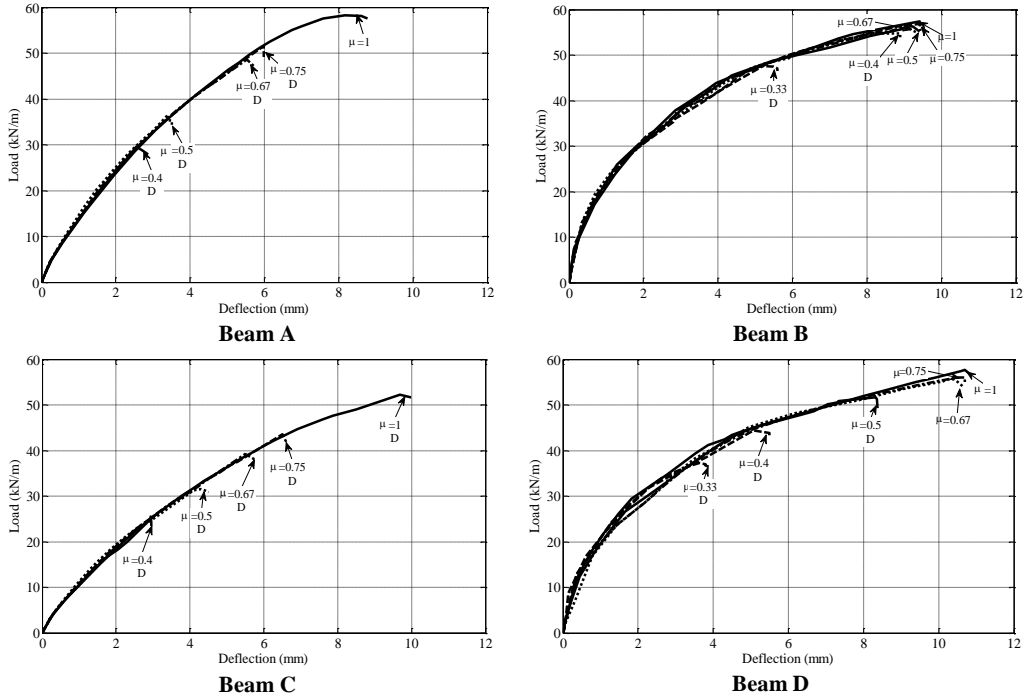 60
50
40
30
20
10
0
Load (kN/m)
μ=1
μ=0.75
D
μ=0.67
D
μ=0.5
D
μ=0.4
D
0 2 4 6 8 10 12
Deflection (mm)
Beam A
60
50
40
30
20
10
0
Load (kN/m)
μ=0.67
μ=1
μ=0.4
D
μ=0.5
μ=0.75
μ=0.33
D
0 2 4 6 8 10 12
Deflection (mm)
Beam B
60
50
40
30
20
10
0
Load (kN/m)
μ=1
D
μ=0.75
D
μ=0.67
D
μ=0.5
D
μ=0.4
D
0 2 4 6 8 10 12
Deflection (mm)
Beam C
60
50
40
30
20
10
0
Load (kN/m)
μ=0.75
μ=1
μ=0.5
D
μ=0.67
μ=0.4
D
μ=0.33
D
0 2 4 6 8 10 12
Deflection (mm)
Beam D